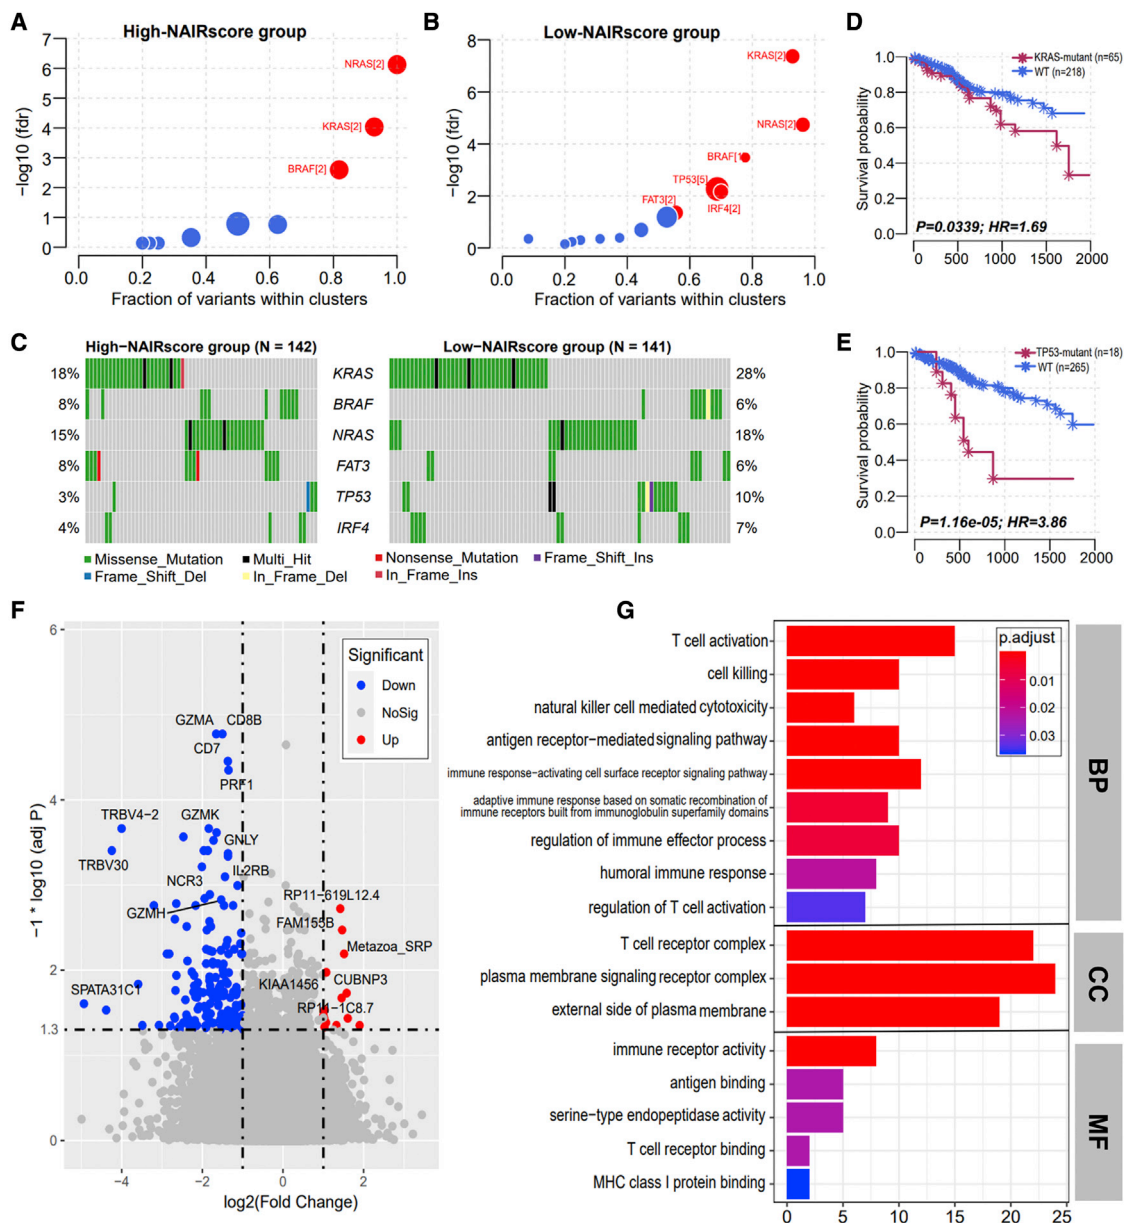 A
High-NAIRscore group
7
6
5
4
3
2
1
0
−log10 (fdr)
NRAS[2]
KRAS[2]
BRAF[2]
0.0 0.2 0.4 0.6 0.8 1.0
Fraction of variants within clusters
B
Low-NAIRscore group
8
6
4
2
0
−log10 (fdr)
KRAS[2]
NRAS[2]
BRAF[1
TP53[5]
FAT3[2]
IRF4[2]
0.0 0.2 0.4 0.6 0.8 1.0
Fraction of variants within clusters
D
KRAS-mutant (n=65)
WT (n=218)
1.0
0.8
0.6
0.4
0.2
0.0
Survival probability
P=0.0339; HR=1.69
0 500 1000 1500 2000
C
High−NAIRscore group (N = 142)
Low−NAIRscore group (N = 141)
18% KRAS 28%
8% BRAF 6%
15% NRAS 18%
8% FAT3 6%
3% TP53 10%
4% IRF4 7%
Missense_Mutation Multi_Hit Nonsense_Mutation Frame_Shift_Ins
Frame_Shift_Del In_Frame_Del In_Frame_Ins
E
TP53-mutant (n=18)
WT (n=265)
1.0
0.8
0.6
0.4
0.2
0.0
Survival probability
P=1.16e-05; HR=3.86
0 500 1000 1500 2000
F
6
4
2
1.3
0
−1 * log10 (adj P)
Significant
Down
NoSig
Up
GZMA CD8B
CD7
PRF1
TRBV4−2 GZMK
GNLY
TRBV30
IL2RB
NCR3
GZMH
RP11−619L12.4
FAM155B
Metazoa_SRP
KIAA1456 CUBNP3
SPATA31C1
RP11−1C8.7
−4 −2 0 2
log2(Fold Change)
G
T cell activation
cell killing
natural killer cell mediated cytotoxicity
antigen receptor−mediated signaling pathway
immune response−activating cell surface receptor signaling pathway
adaptive immune response based on somatic recombination of
immune receptors built from immunoglobulin superfamily domains
regulation of immune effector process
humoral immune response
regulation of T cell activation
T cell receptor complex
plasma membrane signaling receptor complex
external side of plasma membrane
immune receptor activity
antigen binding
serine−type endopeptidase activity
T cell receptor binding
MHC class I protein binding
0 5 10 15 20 25
p.adjust
0.01
0.02
0.03
BP
CC
MF